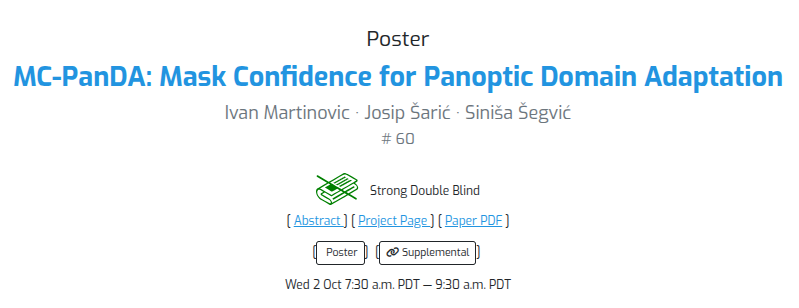 Poster
MC-PanDA: Mask Confidence for Panoptic Domain Adaptation
Ivan Martinovic · Josip Šarić · Siniša Šegvić
# 60
Strong Double Blind
[ Abstract ] [ Project Page ] [ Paper PDF ]
[ Poster ] [ Supplemental ]
Wed 2 Oct 7:30 a.m. PDT — 9:30 a.m. PDT